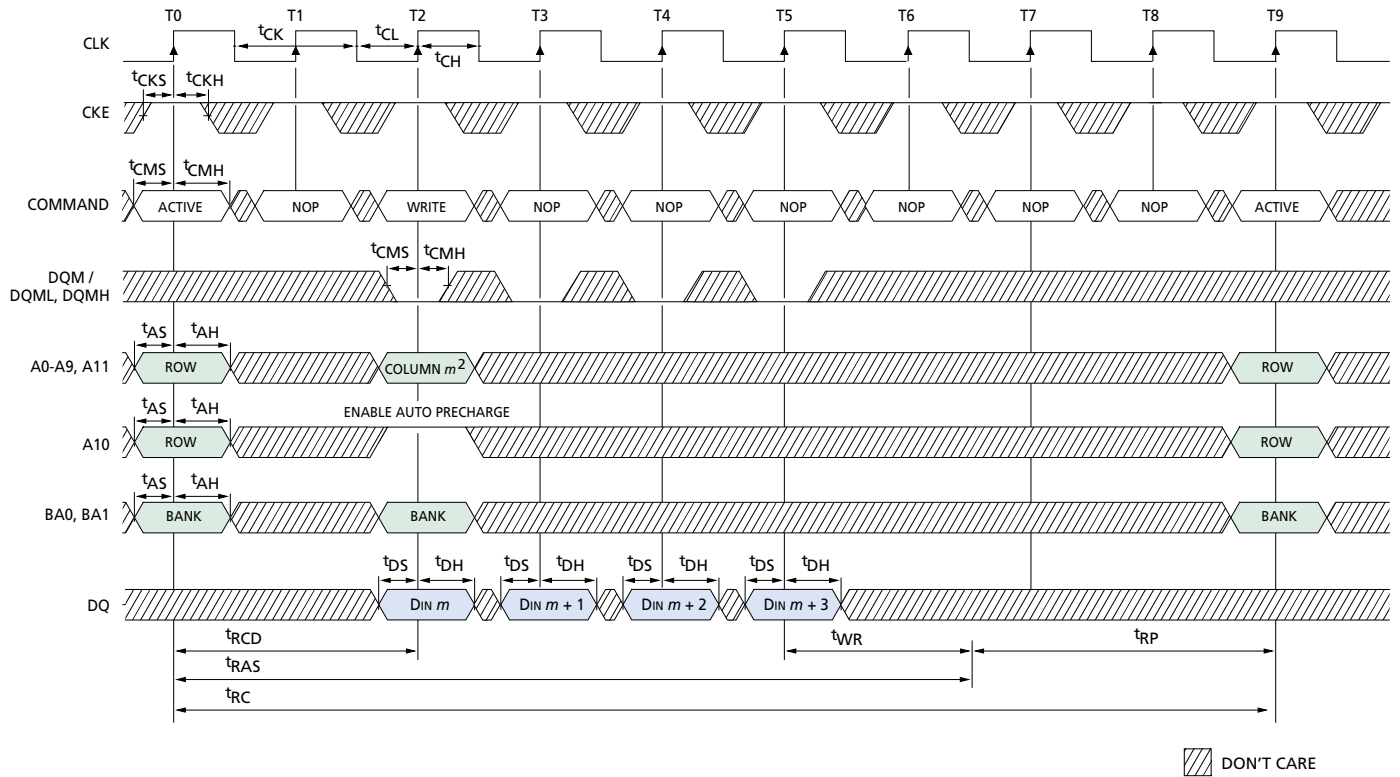 T0 T1 T2 T3 T4 T5 T6 T7 T8 T9
CLK
tCK tCL
tCH
tCKS tCKH
CKE
tCMS tCMH
COMMAND ACTIVE NOP WRITE NOP NOP NOP NOP NOP NOP ACTIVE
tCMS tCMH
DQM /
DQML, DQMH
tAS tAH
A0-A9, A11 ROW COLUMN m2 ROW
ENABLE AUTO PRECHARGE
tAS tAH
A10 ROW ROW
tAS tAH
BA0, BA1 BANK BANK BANK
tDS tDH tDS tDH tDS tDH tDS tDH
DQ DIN m DIN m + 1 DIN m + 2 DIN m + 3
tRCD tWR tRP
tRAS
tRC
DON'T CARE